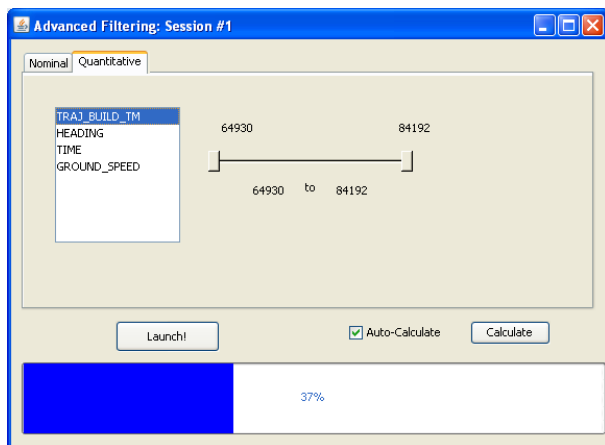 Advanced Filtering: Session #1
Nominal Quantitative
TRAJ_BUILD_TM
HEADING
TIME
GROUND_SPEED
64930 84192
64930 to 84192
Launch! Auto-Calculate Calculate
37%